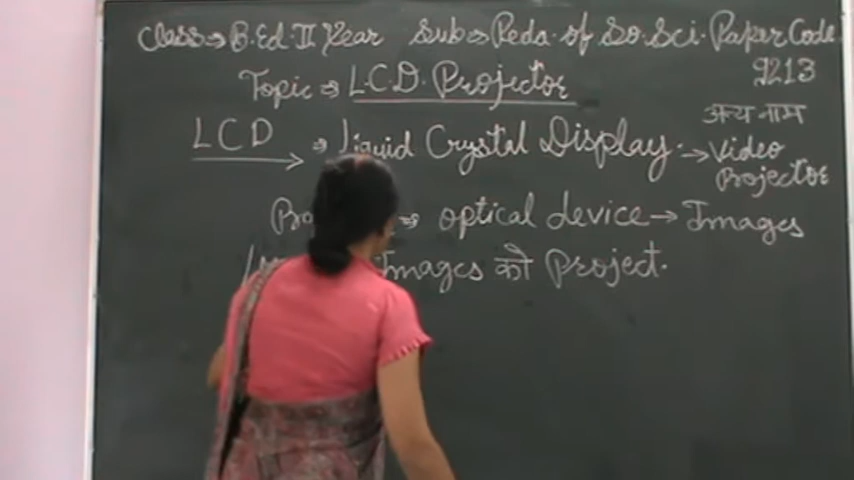 Class⇒ B.Ed. II Year Sub⇒ Peda. of So. Sci. Paper Code
9213
Topic ⇒ L.C.D. Projector
अन्य नाम
LCD ⇒ Liquid Crystal Display. → Video
Projector
⇒ optical device → Images
Images को Project.